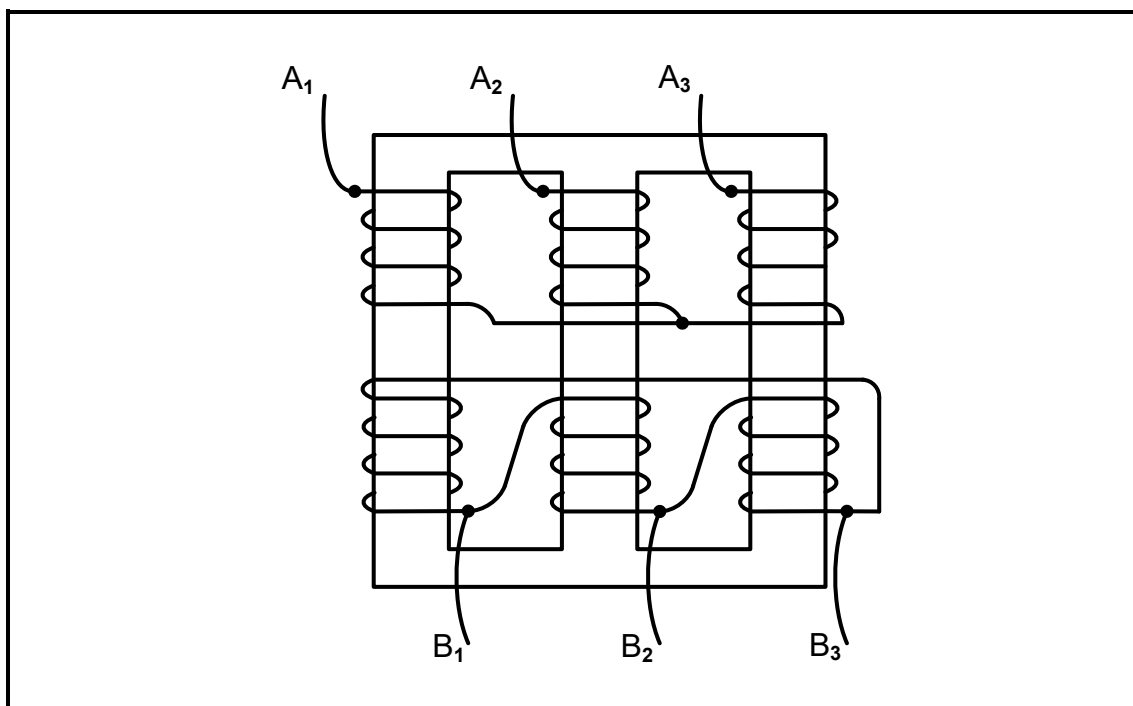 A₁ A₂ A₃
B₁ B₂ B₃